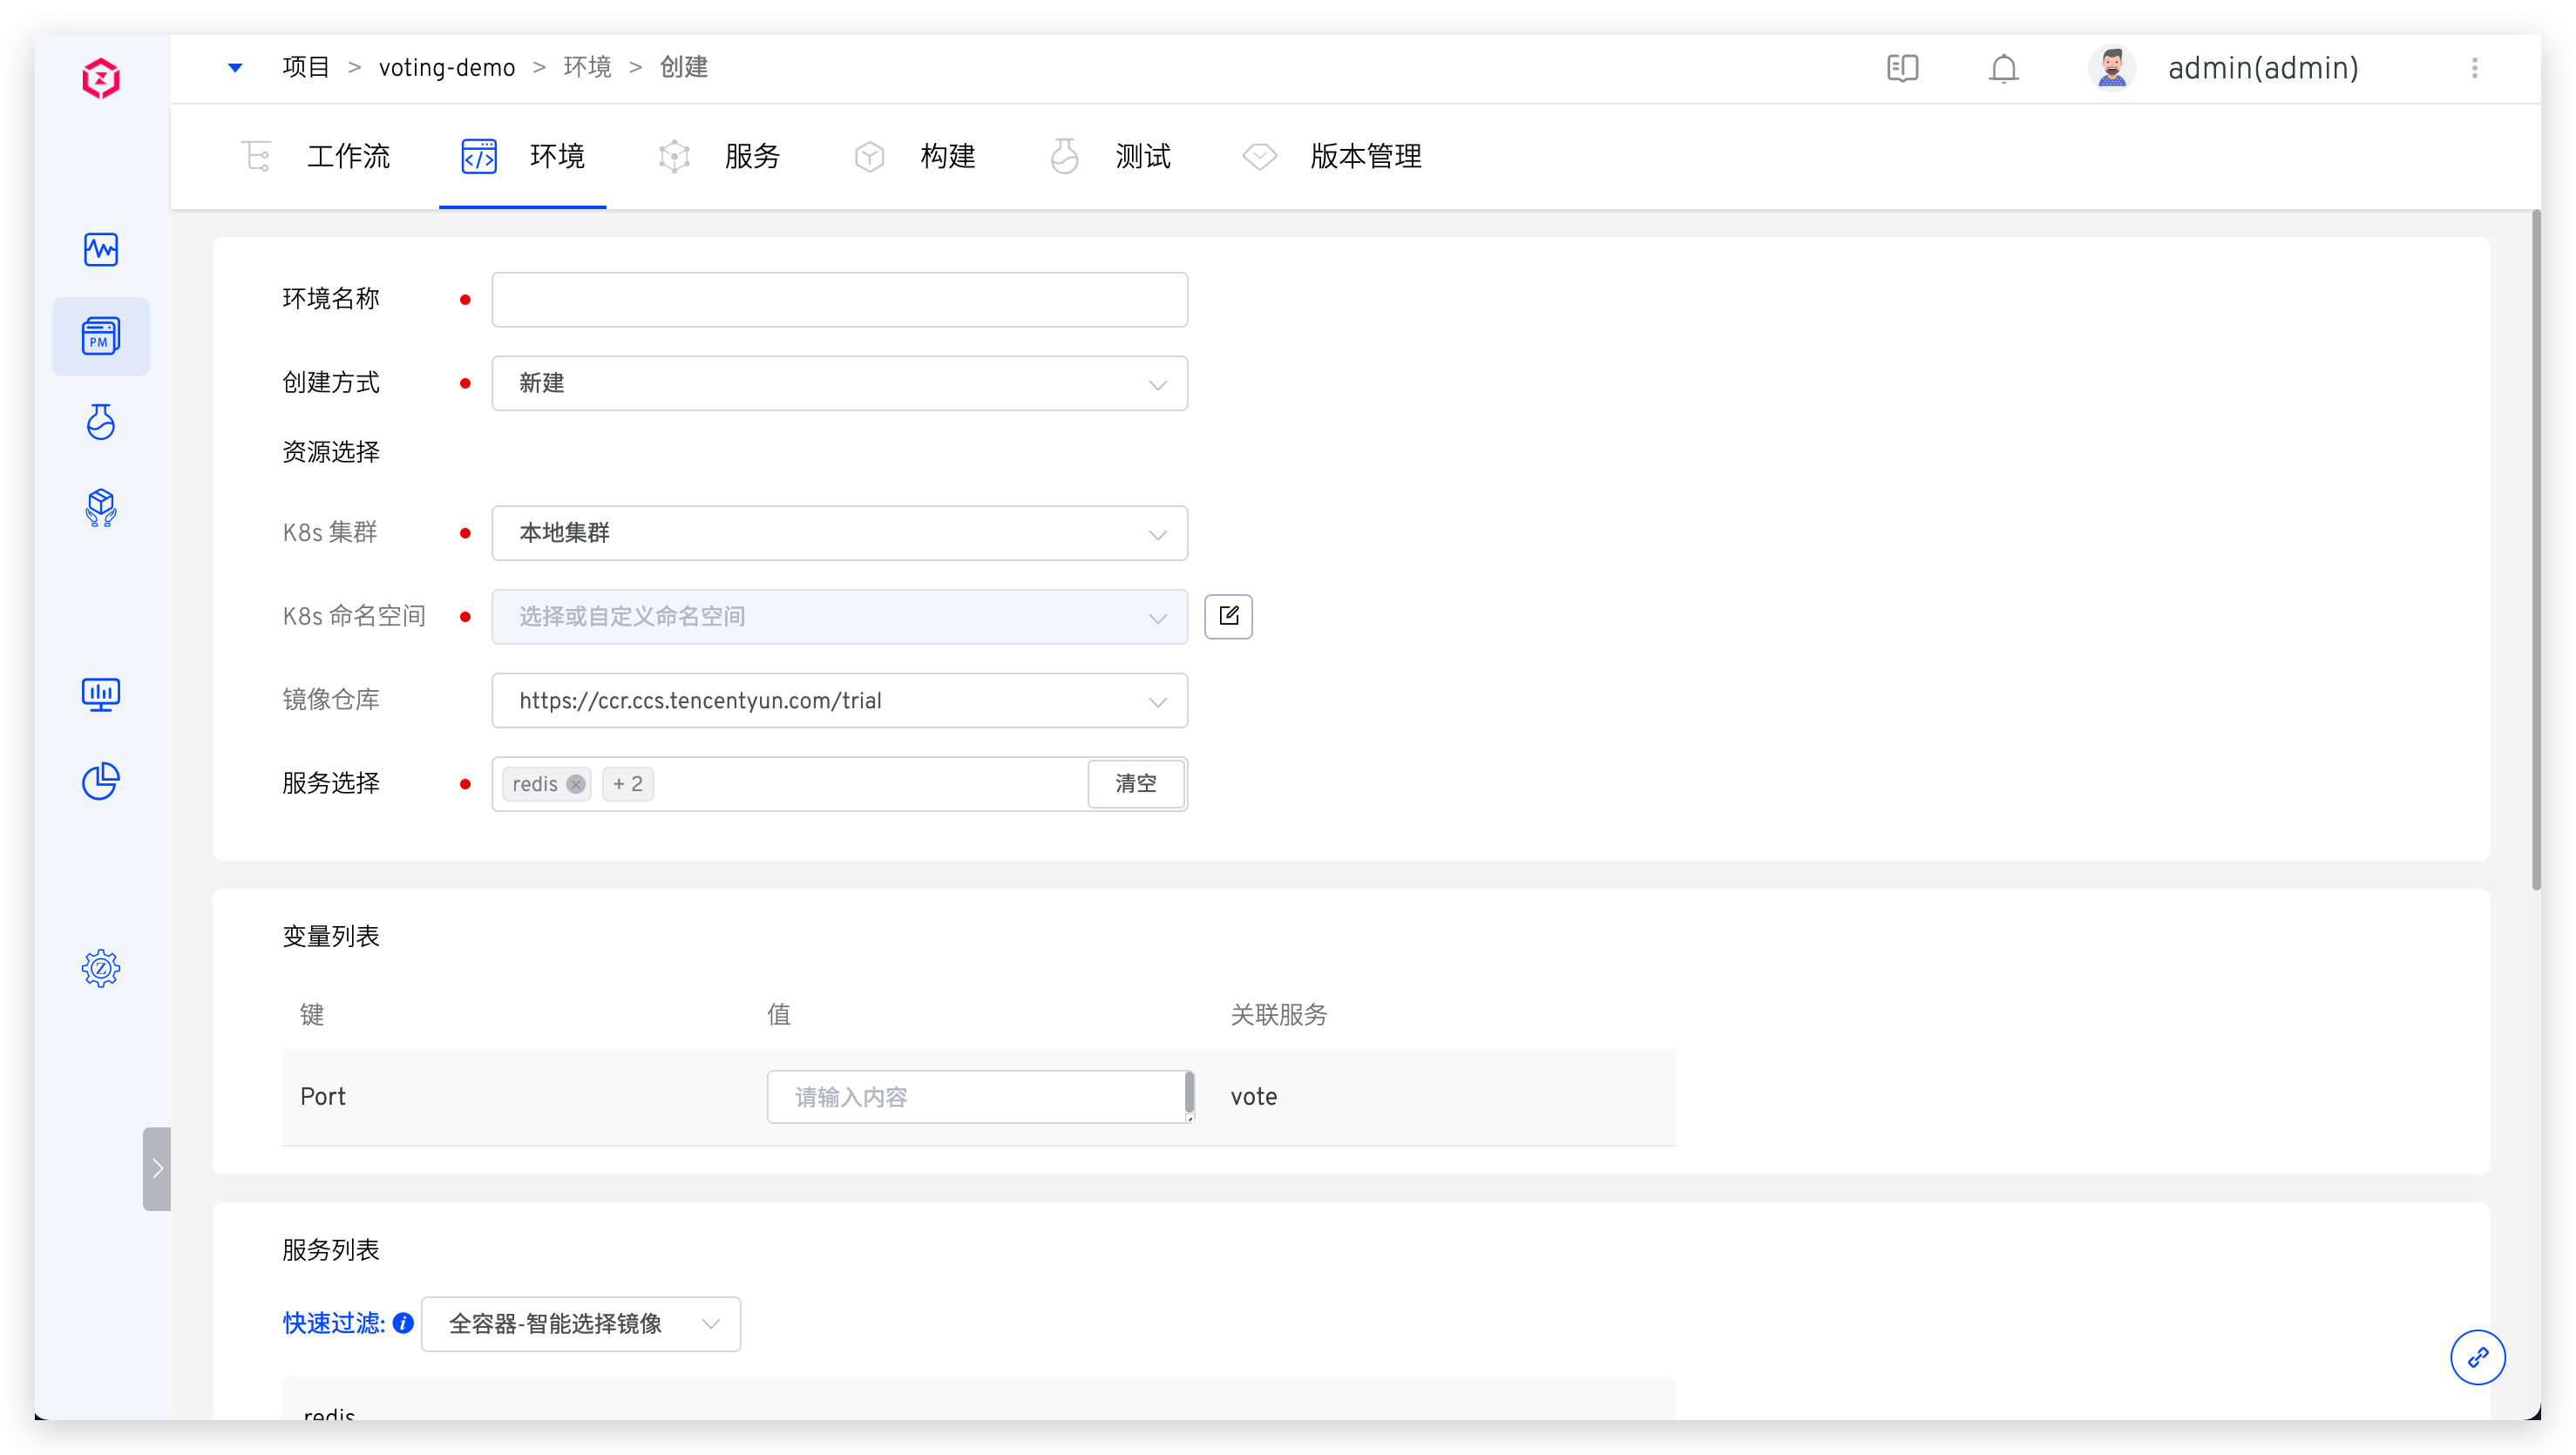 项目 > voting-demo > 环境 > 创建
admin(admin)
工作流 环境 服务 构建 测试 版本管理
PM
环境名称
创建方式 新建
资源选择
K8s 集群 本地集群
K8s 命名空间 选择或自定义命名空间
镜像仓库 https://ccr.ccs.tencentyun.com/trial
服务选择 redis + 2 清空
变量列表
键 值 关联服务
Port 请输入内容 vote
服务列表
快速过滤: 全容器-智能选择镜像
redis